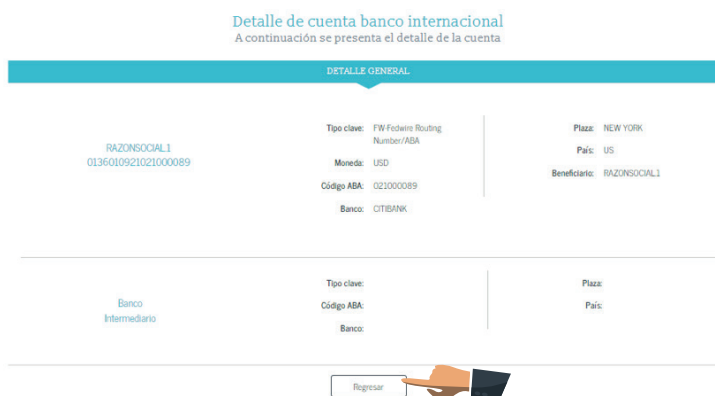 Detalle de cuenta banco internacional
A continuación se presenta el detalle de la cuenta
DETALLE GENERAL
RAZONSOCIAL1
0136010921021000089
Tipo clave: FW-Fedwire Routing
Number/ABA
Moneda: USD
Código ABA: 021000089
Banco: CITIBANK
Plaza: NEW YORK
País: US
Beneficiario: RAZONSOCIAL1
Banco
Intermediario
Tipo clave:
Código ABA:
Banco:
Plaza:
País:
Regresar